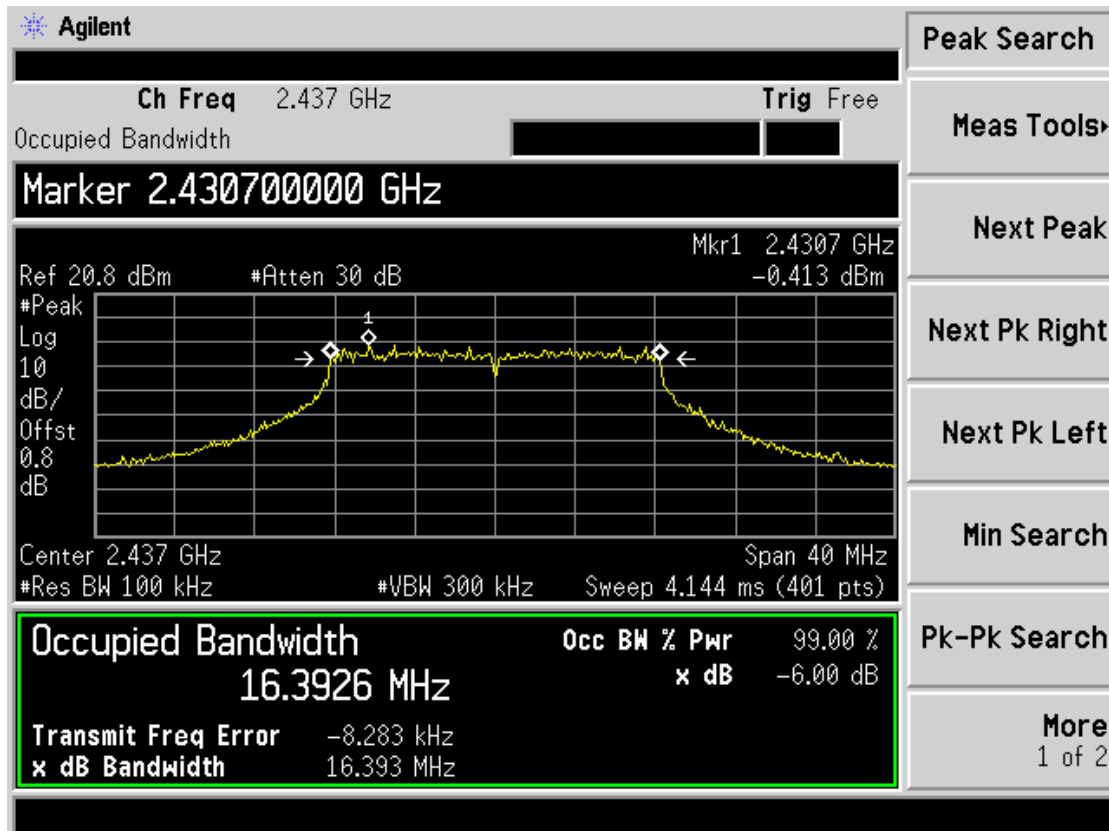 Agilent
Ch Freq 2.437 GHz Trig Free
Occupied Bandwidth
Marker 2.430700000 GHz
Mkr1 2.4307 GHz
Ref 20.8 dBm #Atten 30 dB -0.413 dBm
#Peak
Log
10
dB/
Offst
0.8
dB
1
Center 2.437 GHz Span 40 MHz
#Res BW 100 kHz #VBW 300 kHz Sweep 4.144 ms (401 pts)
Occupied Bandwidth Occ BW % Pwr 99.00 %
16.3926 MHz x dB -6.00 dB
Transmit Freq Error -8.283 kHz
x dB Bandwidth 16.393 MHz
Peak Search
Meas Tools
Next Peak
Next Pk Right
Next Pk Left
Min Search
Pk-Pk Search
More
1 of 2